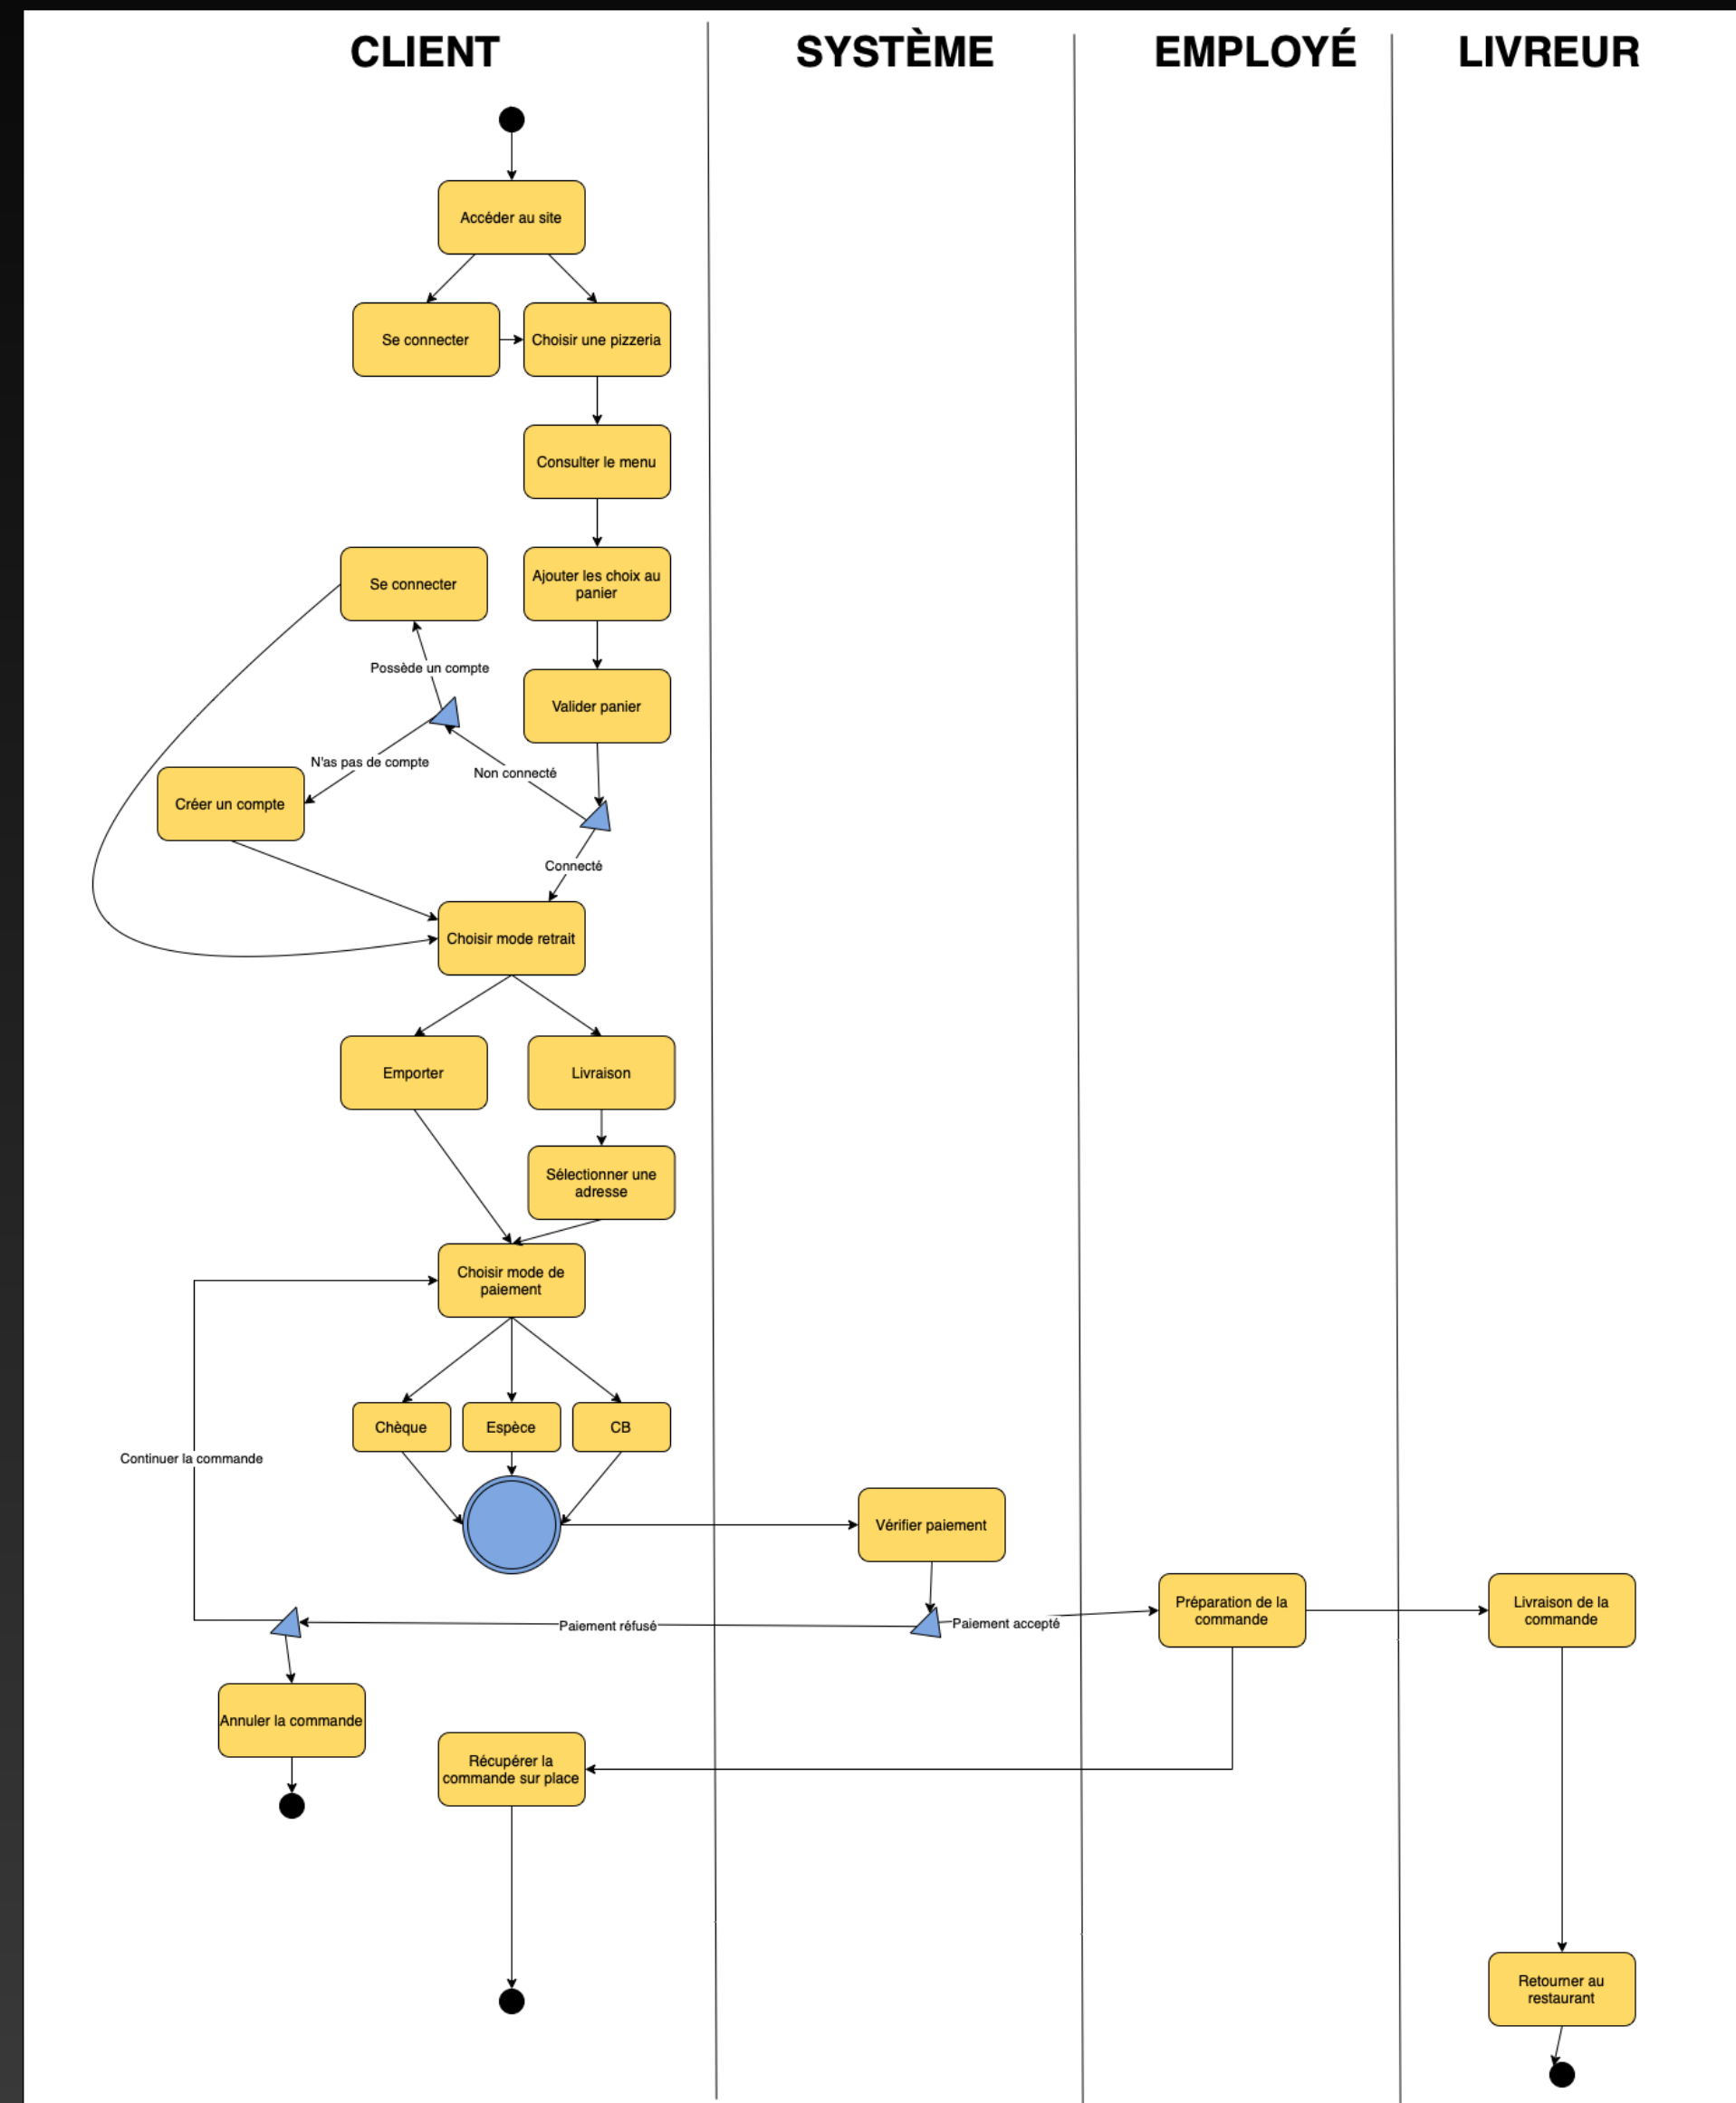 CLIENT
SYSTÈME
EMPLOYÉ
LIVREUR
Accéder au site
Se connecter
Choisir une pizzeria
Consulter le menu
Se connecter
Ajouter les choix au
panier
Possède un compte
Valider panier
N'as pas de compte
Non connecté
Créer un compte
Connecté
Choisir mode retrait
Emporter
Livraison
Sélectionner une
adresse
Choisir mode de
paiement
Chèque
Espèce
CB
Continuer la commande
Vérifier paiement
Paiement réfusé
Paiement accepté
Préparation de la
commande
Livraison de la
commande
Annuler la commande
Récupérer la
commande sur place
Retourner au
restaurant